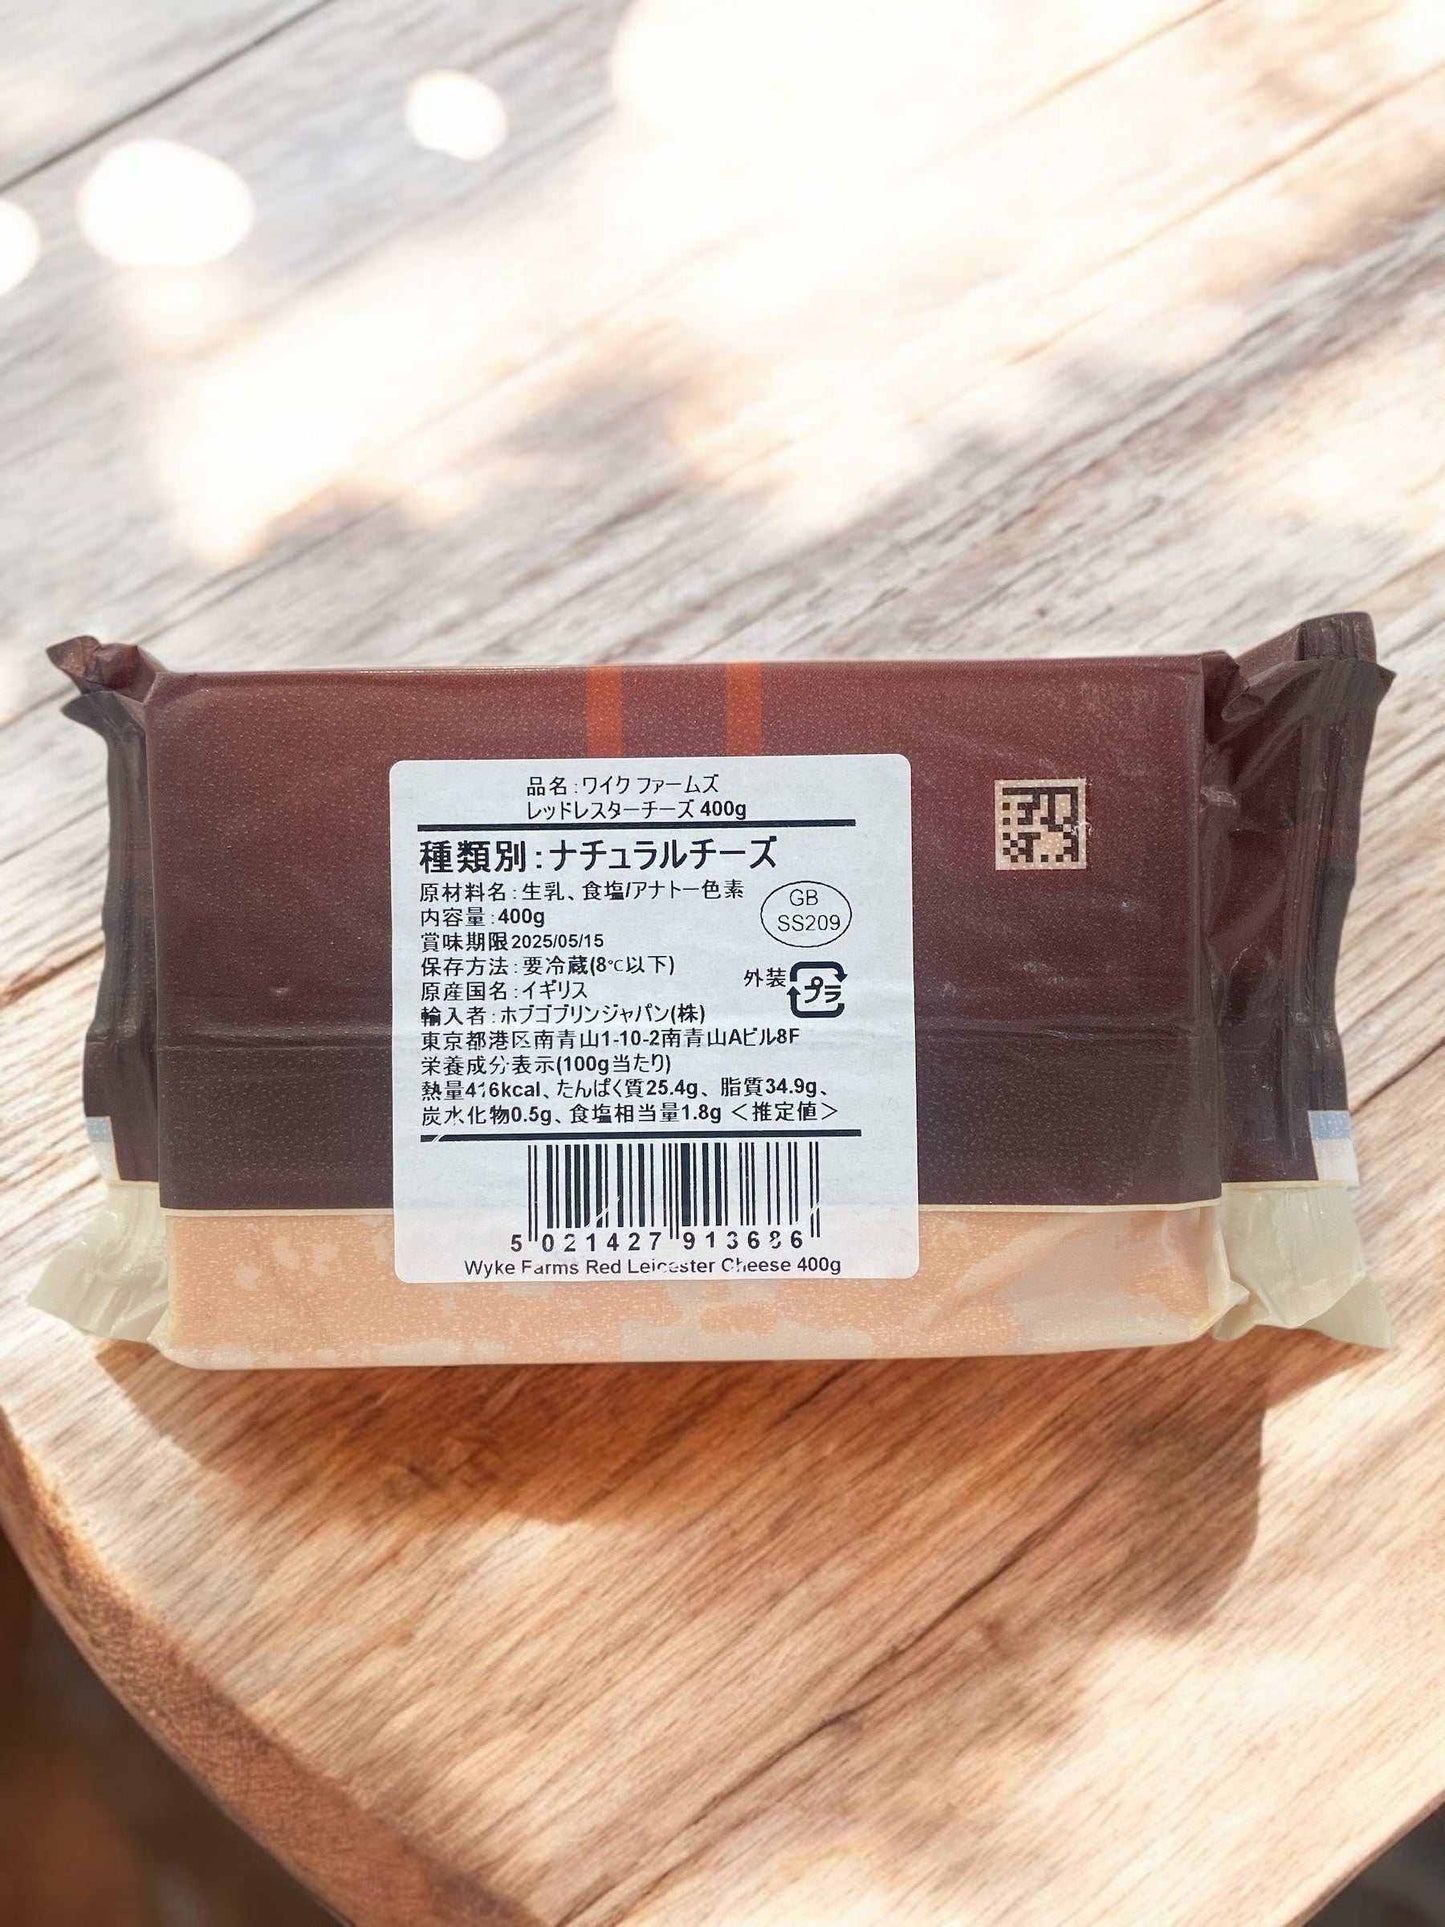 品名:ワイク ファームズ
レッドレスターチーズ 400g
種類別:ナチュラルチーズ
原材料名:生乳、食塩/アナトー色素
内容量:400g
賞味期限2025/05/15
保存方法:要冷蔵(8℃以下)
原産国名:イギリス
輸入者:ホブゴブリンジャパン(株)
東京都港区南青山1-10-2南青山Aビル8F
栄養成分表示(100g当たり)
熱量416kcal、たんぱく質25.4g、脂質34.9g、
炭水化物0.5g、食塩相当量1.8g <推定値>
GB
SS209
外装 プラ
5 021427 913686
Wyke Farms Red Leicester Cheese 400g